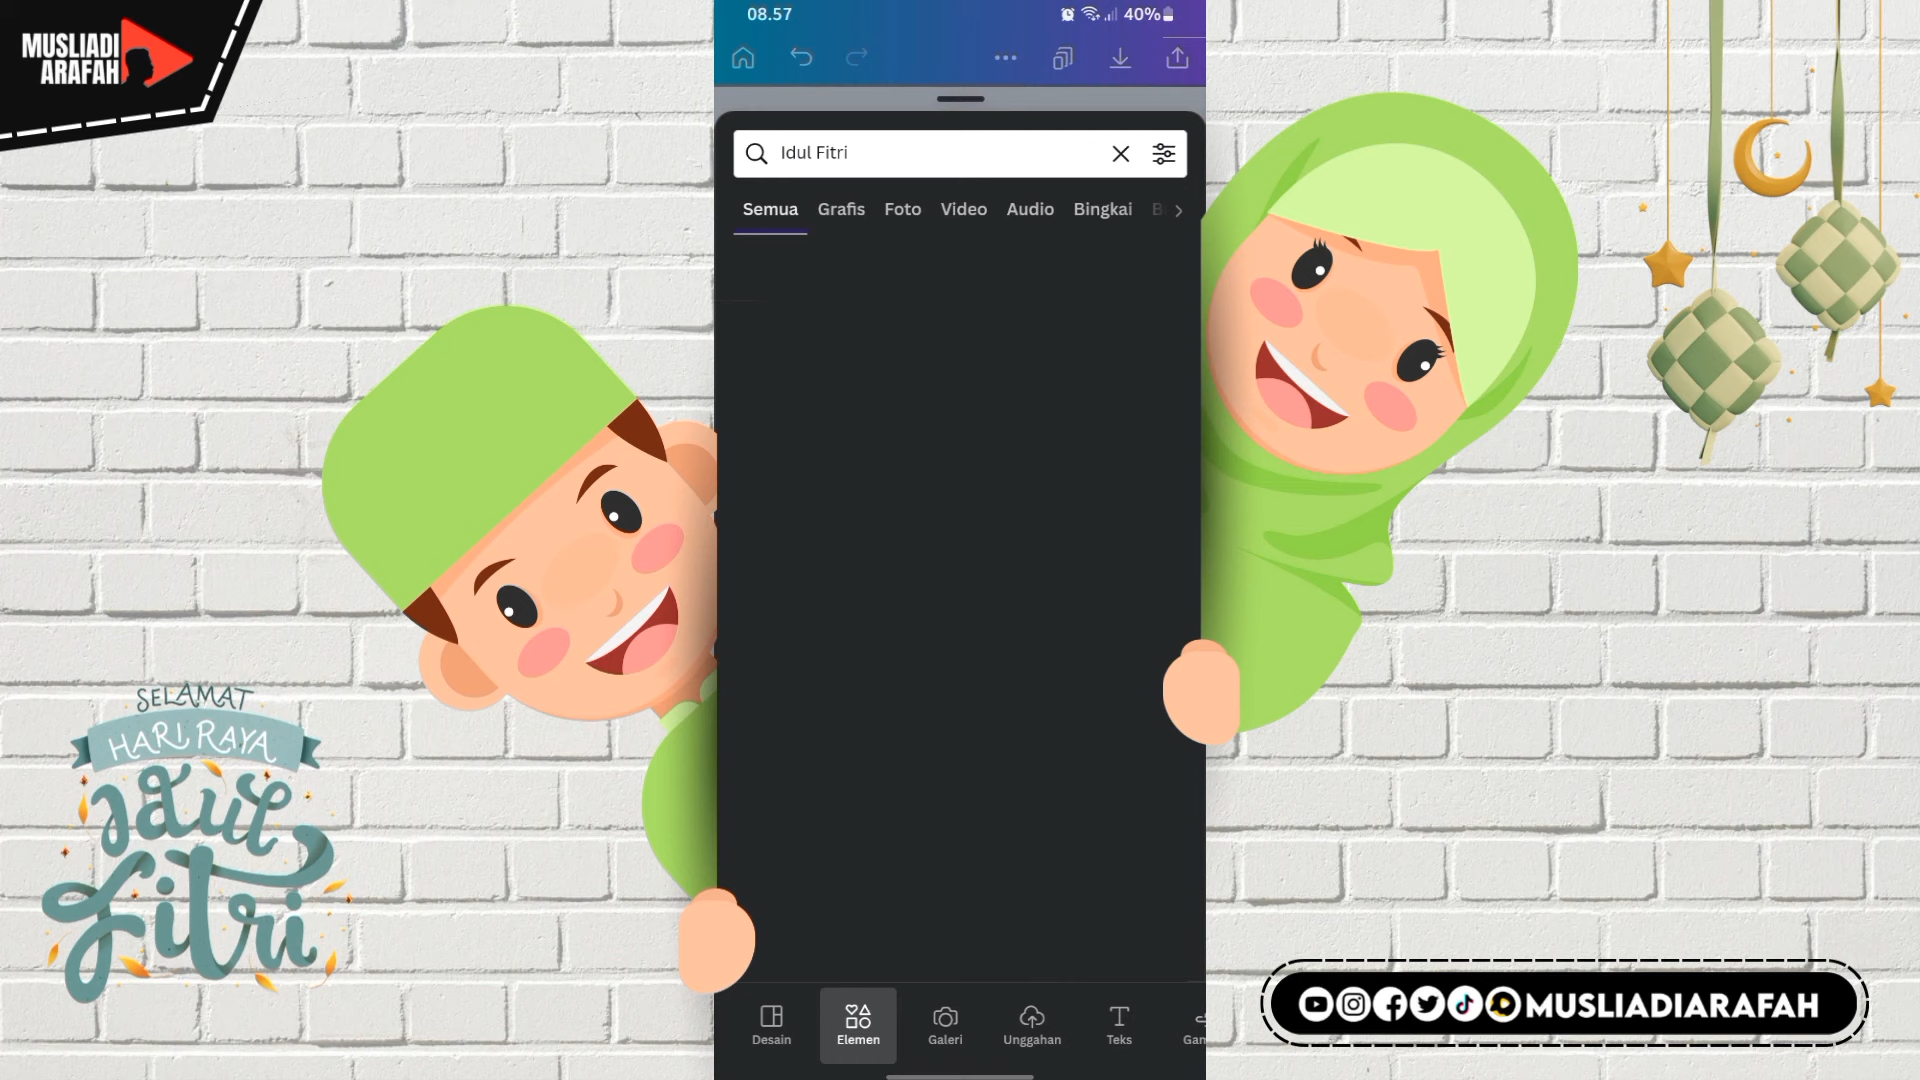 MUSLIADI
ARAFAH
08.57
40%
Idul Fitri
Semua Grafis Foto Video Audio Bingkai
SELAMAT
HARI RAYA
Idul
Fitri
Desain Elemen Galeri Unggahan Teks
MUSLIADIARAFAH